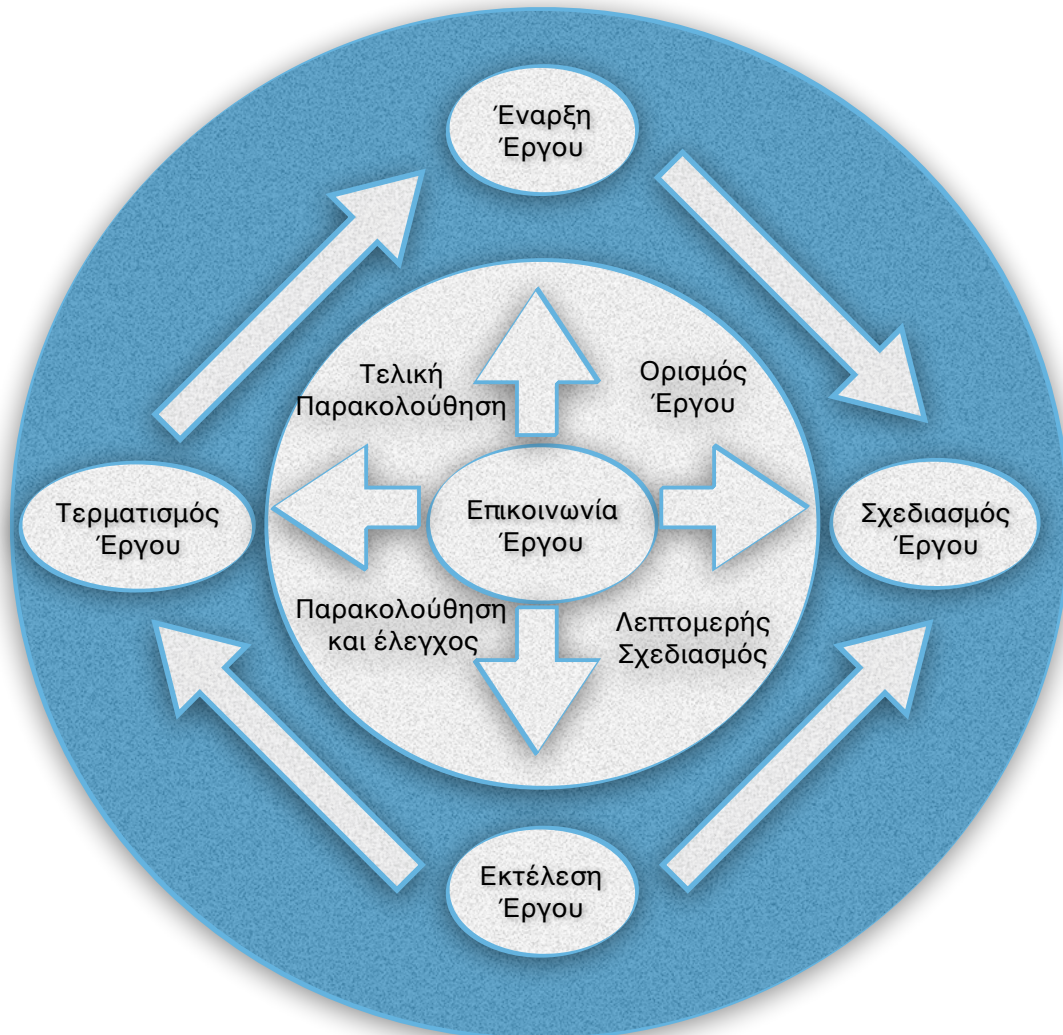 Έναρξη
Έργου
Τελική
Παρακολούθηση
Ορισμός
Έργου
Τερματισμός
Έργου
Επικοινωνία
Έργου
Σχεδιασμός
Έργου
Παρακολούθηση
και έλεγχος
Λεπτομερής
Σχεδιασμός
Εκτέλεση
Έργου